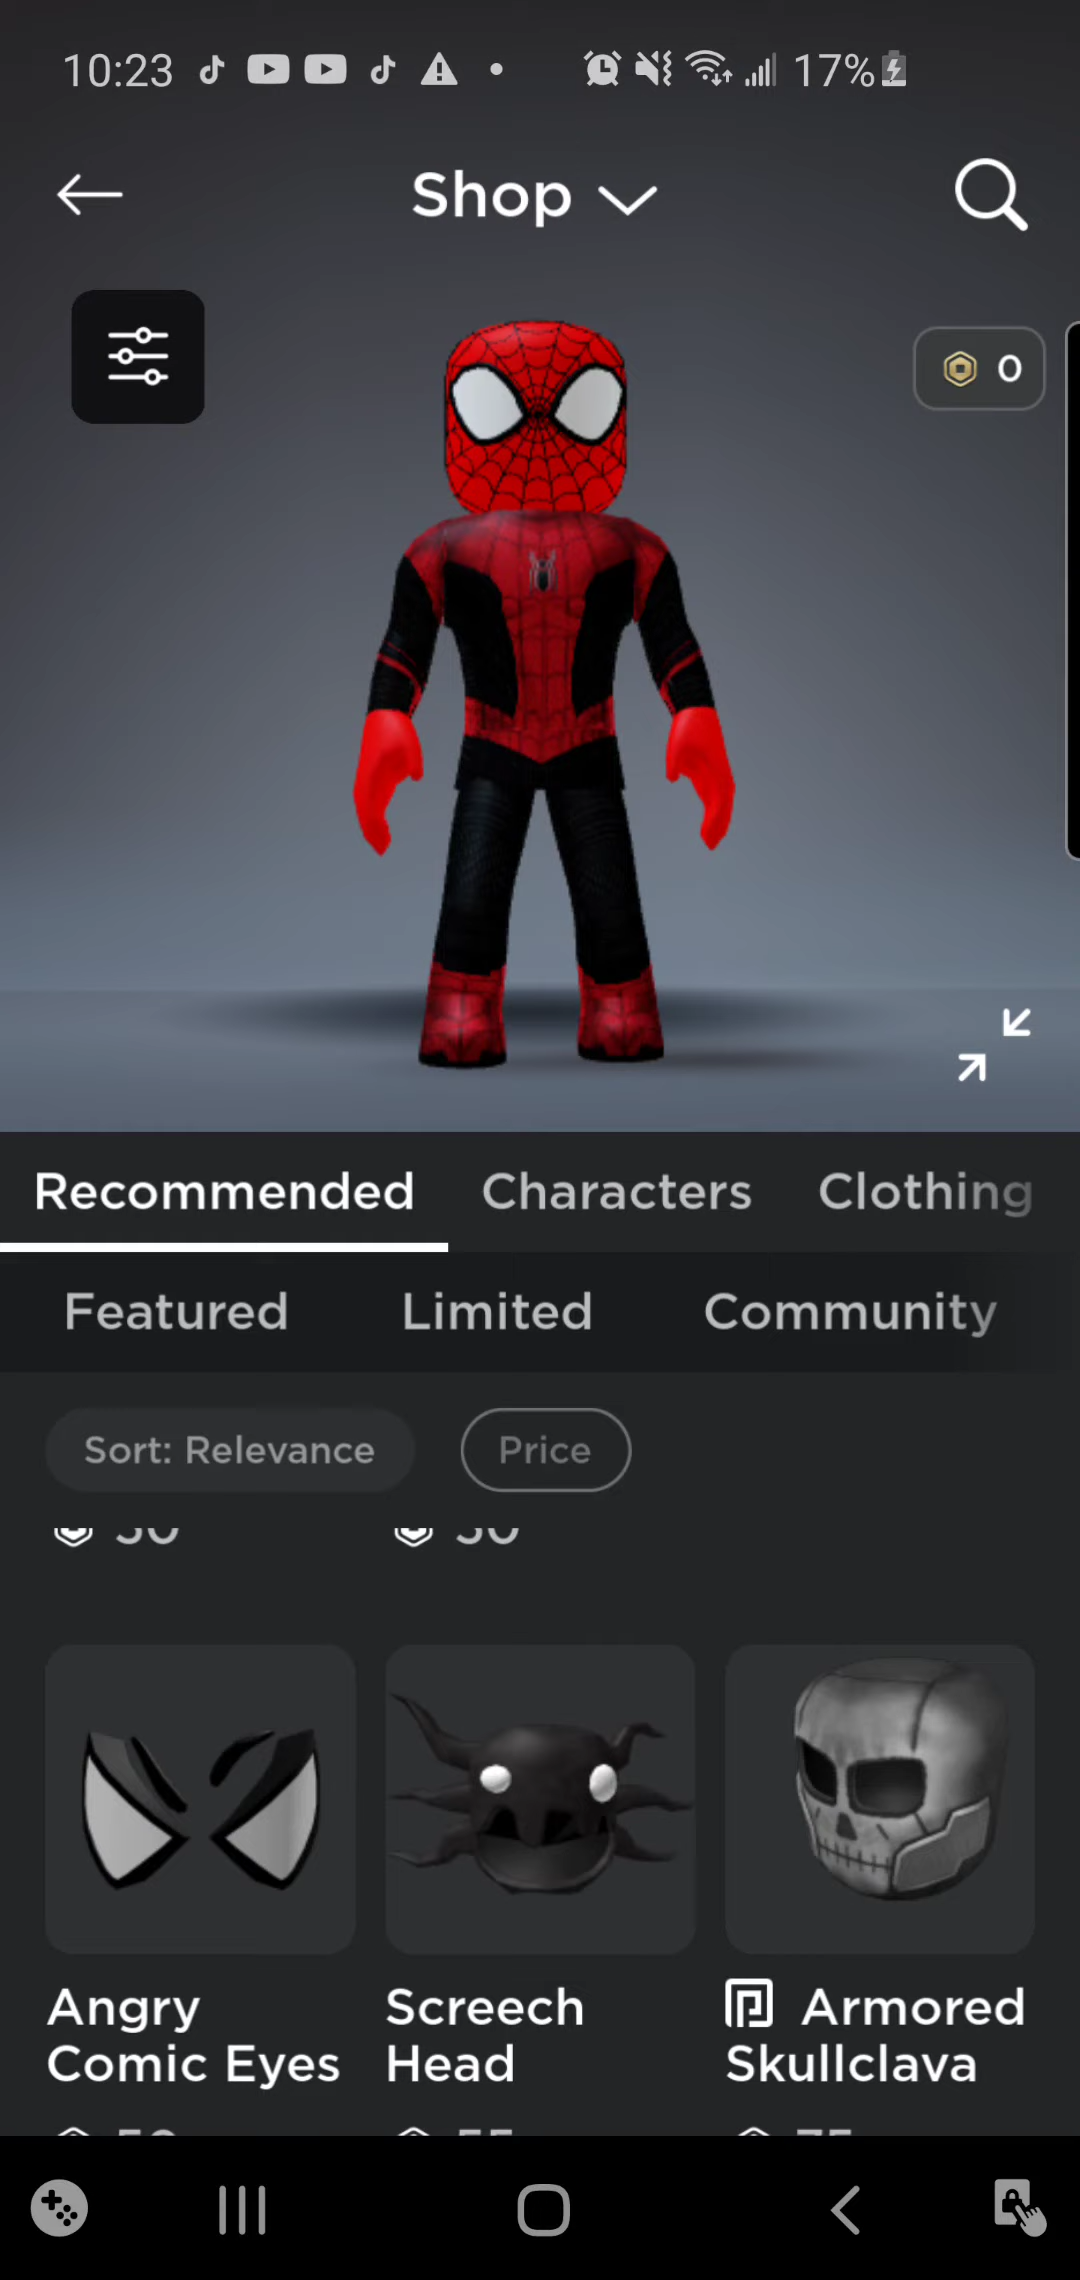 10:23 17%
Shop
0
Recommended Characters Clothing
Featured Limited Community
Sort: Relevance Price
Angry Comic Eyes
Screech Head
Armored Skullclava